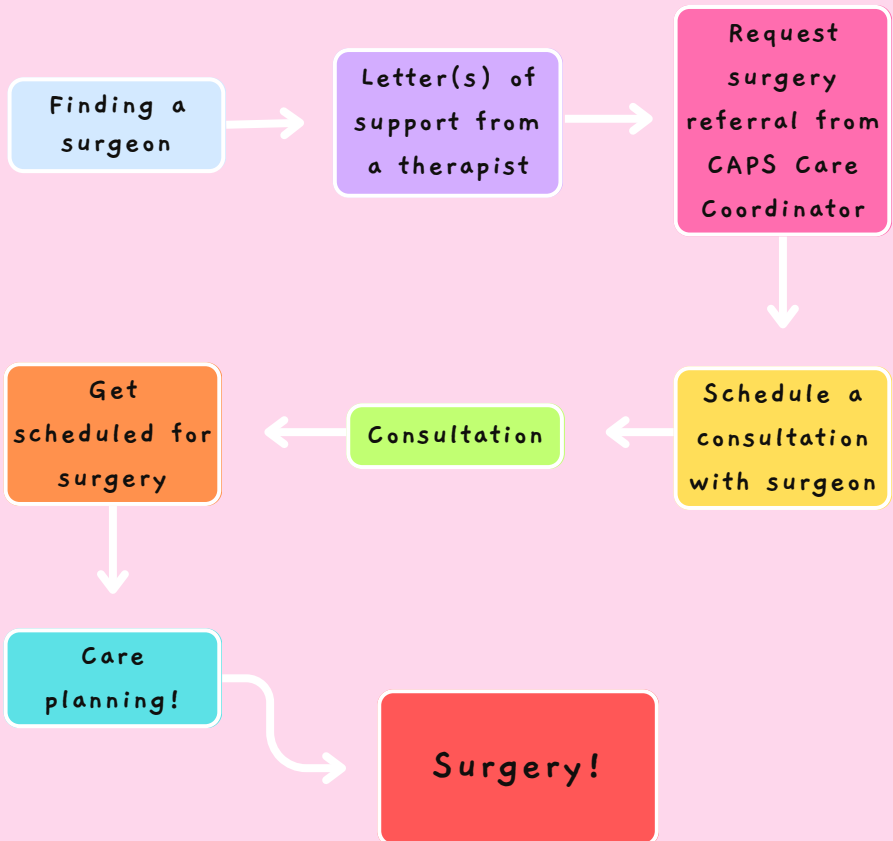 Finding a
surgeon
Letter(s) of
support from
a therapist
Request
surgery
referral from
CAPS Care
Coordinator
Schedule a
consultation
with surgeon
Consultation
Get
scheduled for
surgery
Care
planning!
Surgery!